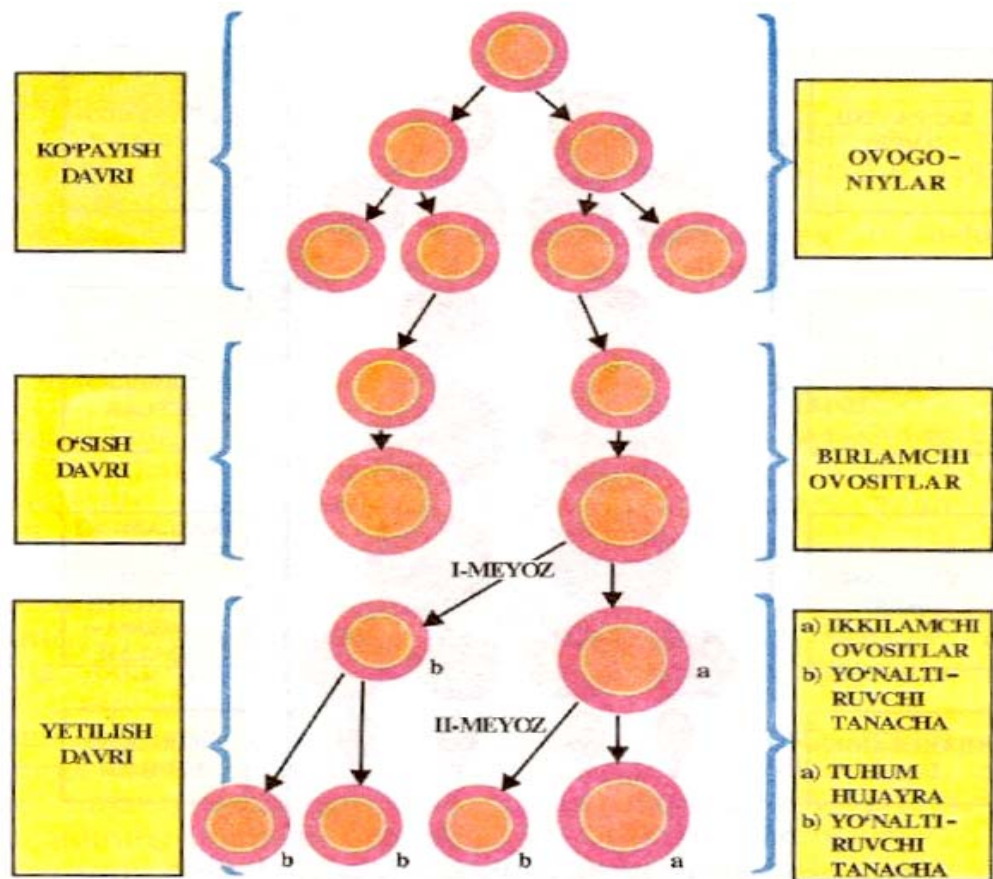 KO‘PAYISH
DAVRI
OVOGO–
NIYLAR
O‘SISH
DAVRI
BIRLAMCHI
OVOSITLAR
I-MEYOZ
b
a
II-MEYOZ
YETILISH
DAVRI
a) IKKILAMCHI
OVOSITLAR
b) YO‘NALTI–
RUVCHI
TANACHA
a) TUHUM
HUJAYRA
b) YO‘NALTI–
RUVCHI
TANACHA
b
b
b
a